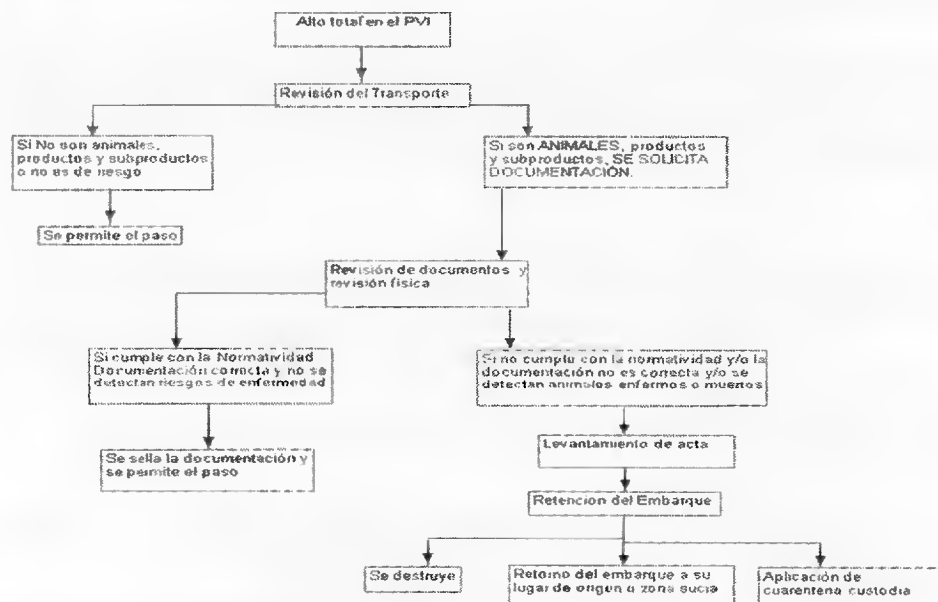 Alto total en el PVI
Revisión del Transporte
Si No son animales,
productos y subproductos
o no es de riesgo
Si son ANIMALES, productos
y subproductos, SE SOLICITA
DOCUMENTACIÓN.
Se permite el paso
Revisión de documentos y
revisión física
Si cumple con la Normatividad
Documentación correcta y no se
detectan riesgos de enfermedad
Si no cumple con la normatividad y/o la
documentación no es correcta y/o se
detectan animales enfermos o muertos
Se sella la documentación y
se permite el paso
Levantamiento de acta
Retencion del Embarque
Se destruye
Retorno del embarque a su
lugar de origen o zona sucia
Aplicación de
cuarentena custodia